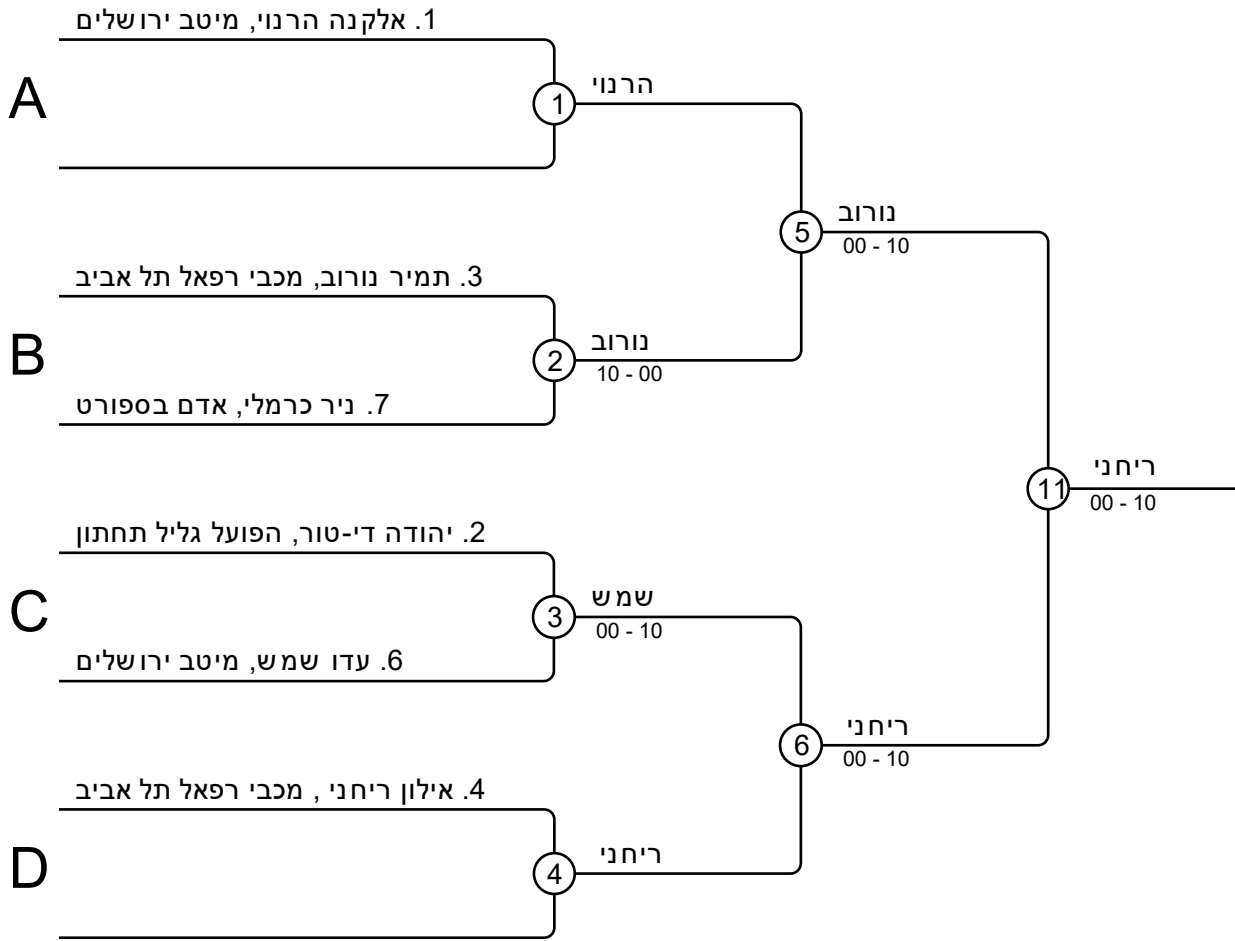 1. אלקנה הרנוי, מיטב ירושלים
A
1
הרנוי
5
נורוב
00 - 10
3. תמיר נורוב, מכבי רפאל תל אביב
B
2
נורוב
10 - 00
7. ניר כרמלי, אדם בספורט
11
ריחני
00 - 10
2. יהודה די-טור, הפועל גליל תחתון
C
3
שמש
00 - 10
6. עדו שמש, מיטב ירושלים
6
ריחני
00 - 10
4. אילון ריחני , מכבי רפאל תל אביב
D
4
ריחני